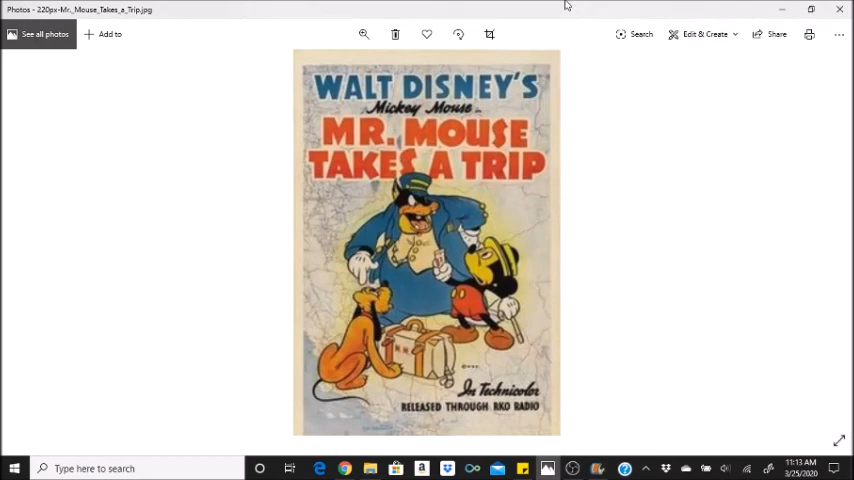 Photos - 220px-Mr._Mouse_Takes_a_Trip.jpg
See all photos
Add to
Search
Edit & Create
Share
WALT DISNEY'S
Mickey Mouse
in
MR. MOUSE
TAKES A TRIP
M.M.
In Technicolor
RELEASED THROUGH RKO RADIO
Type here to search
11:13 AM
3/25/2020